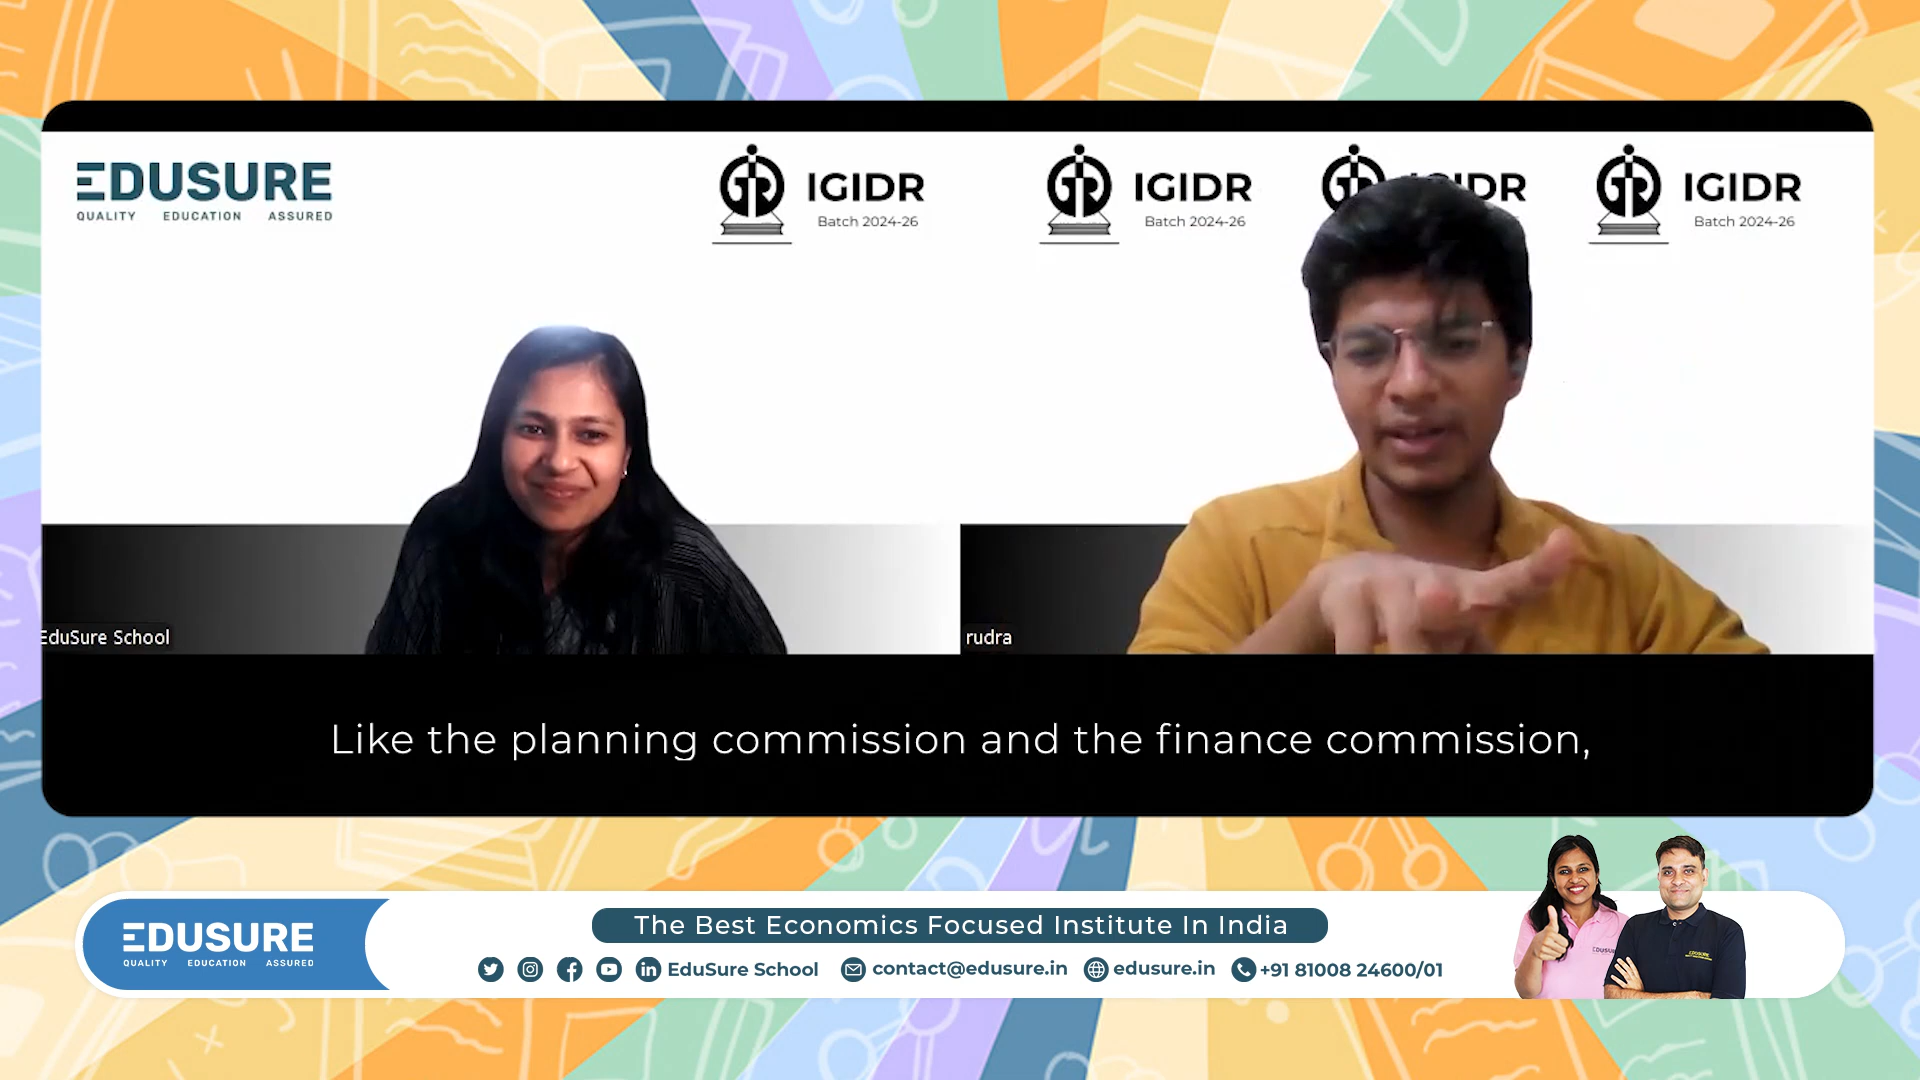 EDUSURE
QUALITY EDUCATION ASSURED
IGIDR
Batch 2024-26
IGIDR
Batch 2024-26
IGIDR
IGIDR
Batch 2024-26
EduSure School
rudra
Like the planning commission and the finance commission,
EDUSURE
QUALITY EDUCATION ASSURED
The Best Economics Focused Institute In India
EduSure School contact@edusure.in edusure.in +91 81008 24600/01